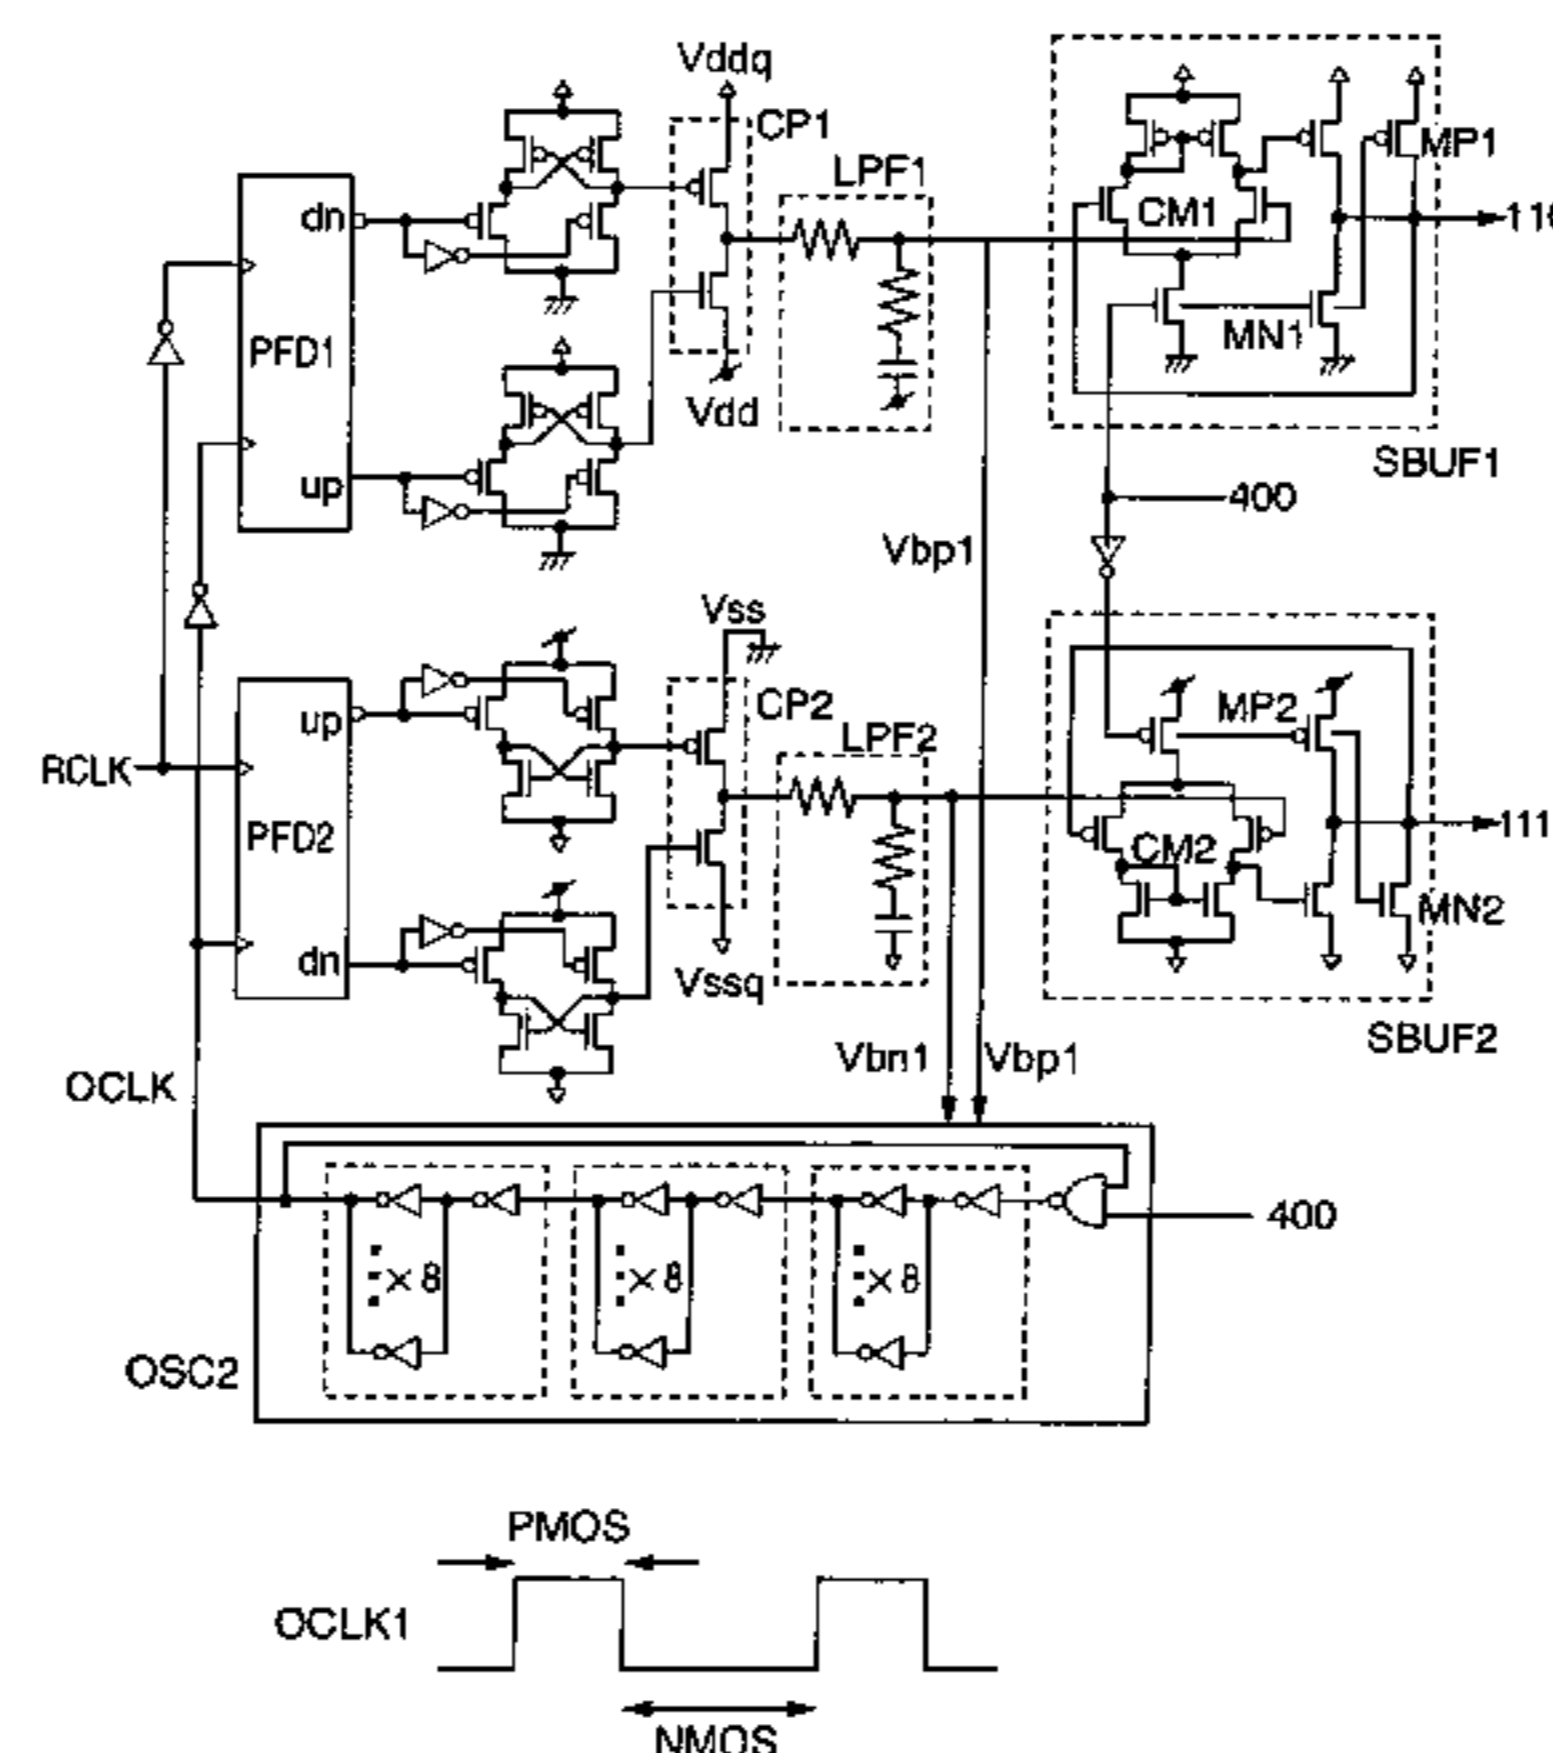 Vddq
CP1
LPF1
MP1
dn
CM1
PFD1
MN1
Vdd
up
SBUF1
400
Vbp1
Vss
up
CP2
MP2
LPF2
RCLK
PFD2
CM2
111
MN2
dn
Vssq
SBUF2
Vbn1
Vbp1
OCLK
400
× 8
× 8
× 8
OSC2
PMOS
OCLK1
NMOS